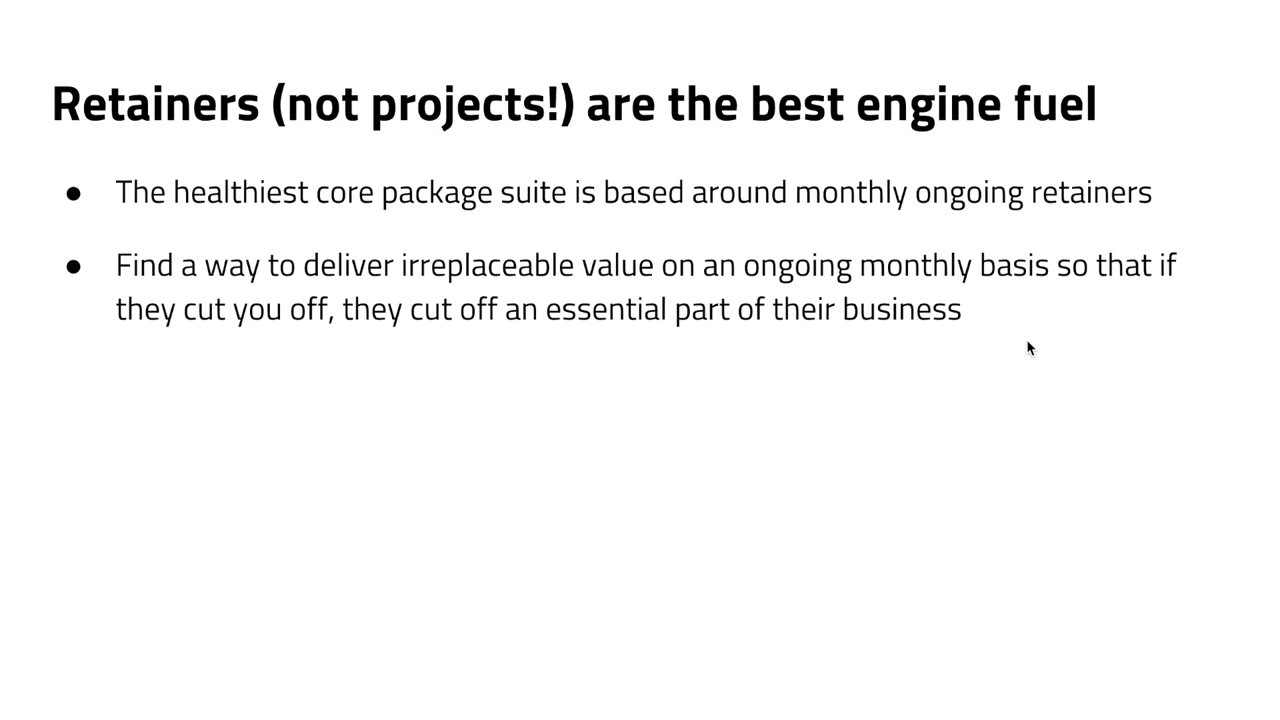 Retainers (not projects!) are the best engine fuel
● The healthiest core package suite is based around monthly ongoing retainers
● Find a way to deliver irreplaceable value on an ongoing monthly basis so that if
they cut you off, they cut off an essential part of their business